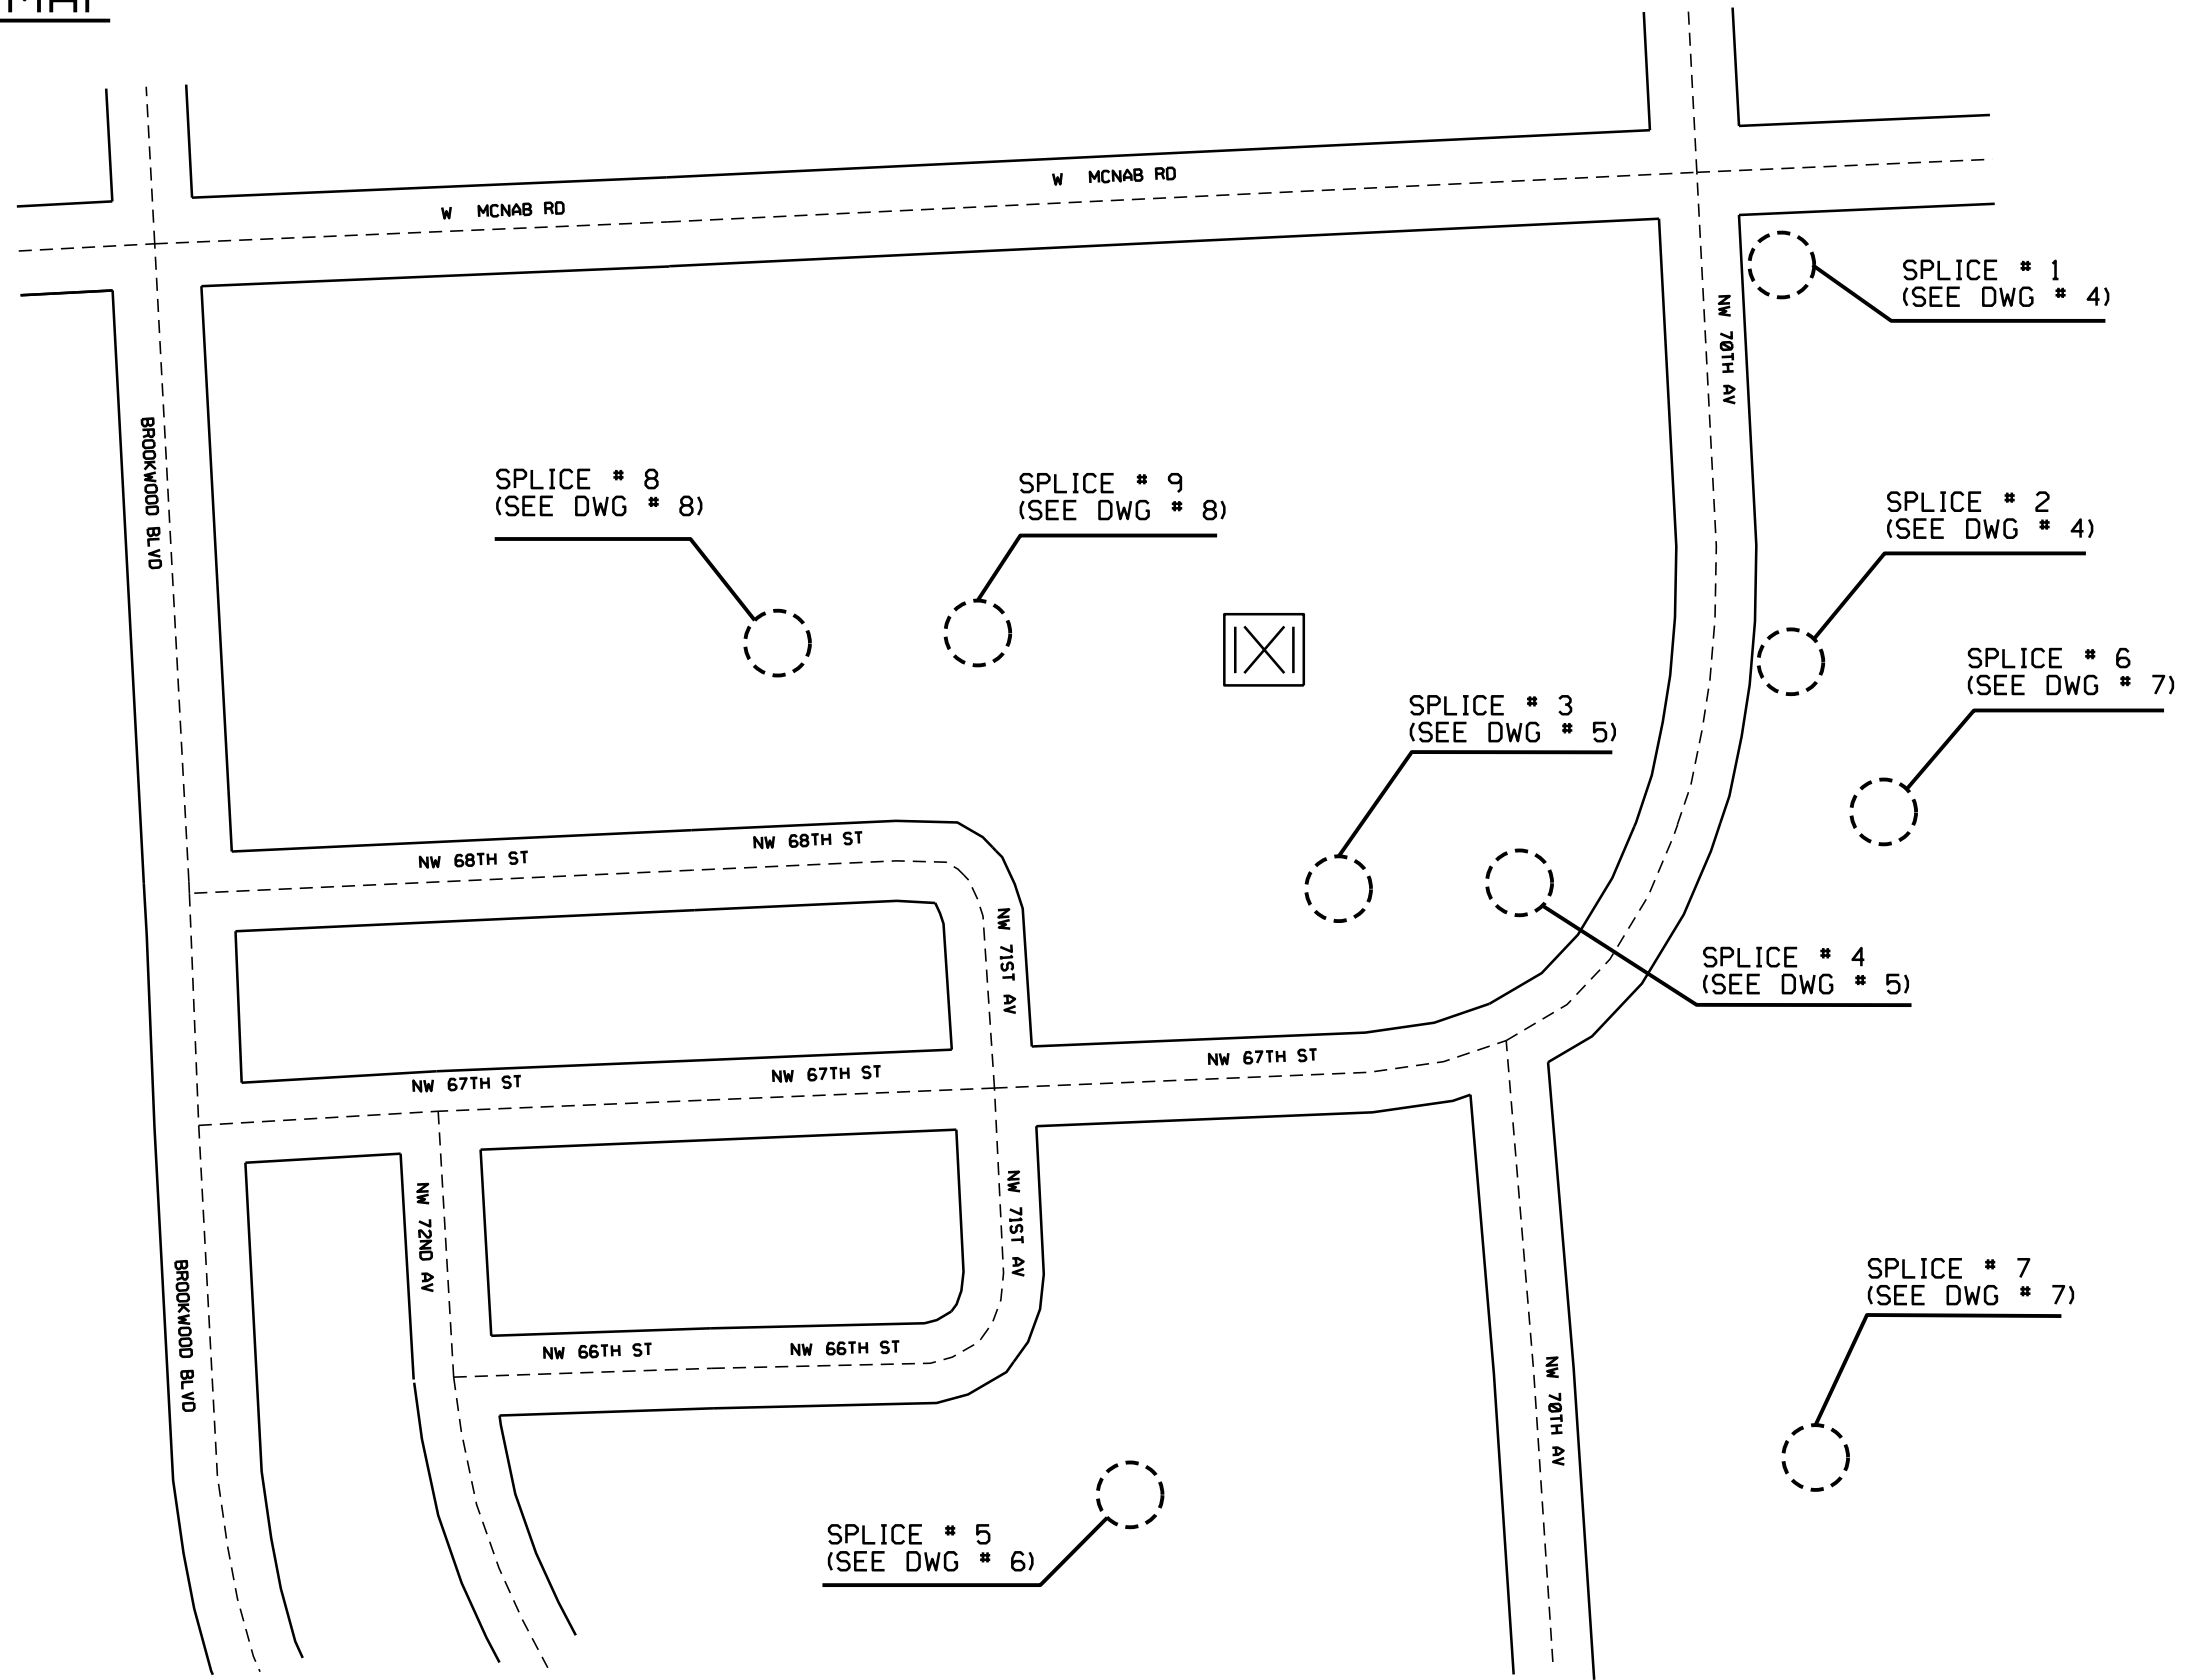 W MCNAB RD
W MCNAB RD
SPLICE # 1
(SEE DWG # 4)
NW 70TH AV
BROOKWOOD BLVD
SPLICE # 8
(SEE DWG # 8)
SPLICE # 9
(SEE DWG # 8)
SPLICE # 2
(SEE DWG # 4)
SPLICE # 6
(SEE DWG # 7)
SPLICE # 3
(SEE DWG # 5)
NW 68TH ST
NW 68TH ST
NW 71ST AV
SPLICE # 4
(SEE DWG # 5)
NW 67TH ST
NW 67TH ST
NW 67TH ST
NW 72ND AV
NW 71ST AV
BROOKWOOD BLVD
SPLICE # 7
(SEE DWG # 7)
NW 66TH ST
NW 66TH ST
NW 70TH AV
SPLICE # 5
(SEE DWG # 6)